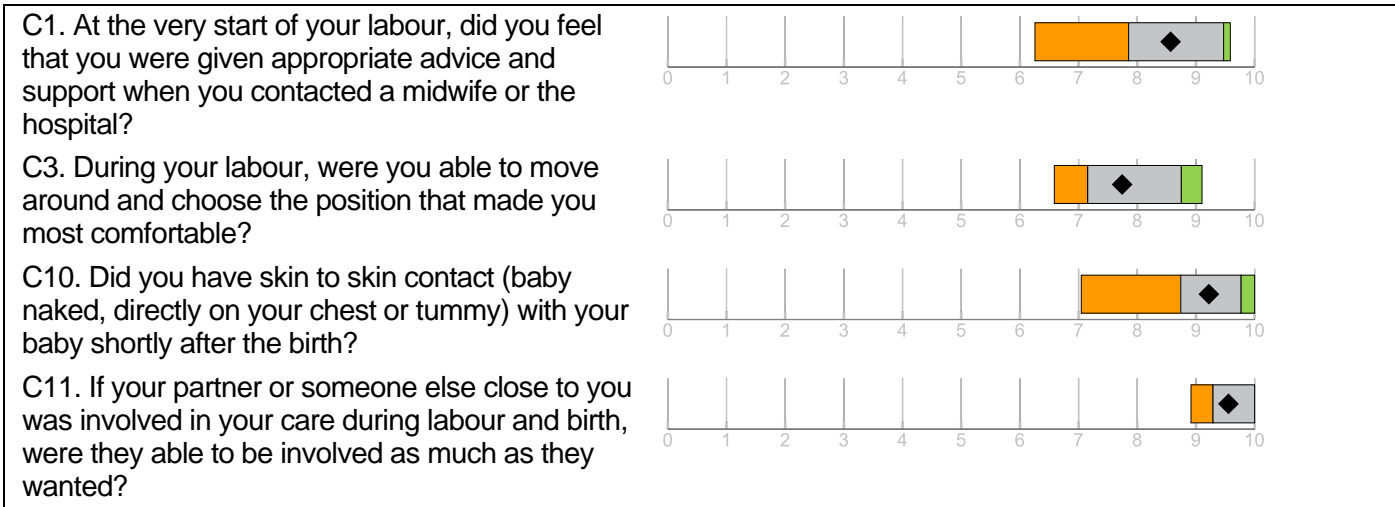 C1. At the very start of your labour, did you feel
that you were given appropriate advice and
support when you contacted a midwife or the
hospital?
0 1 2 3 4 5 6 7 8 9 10
C3. During your labour, were you able to move
around and choose the position that made you
most comfortable?
0 1 2 3 4 5 6 7 8 9 10
C10. Did you have skin to skin contact (baby
naked, directly on your chest or tummy) with your
baby shortly after the birth?
0 1 2 3 4 5 6 7 8 9 10
C11. If your partner or someone else close to you
was involved in your care during labour and birth,
were they able to be involved as much as they
wanted?
0 1 2 3 4 5 6 7 8 9 10